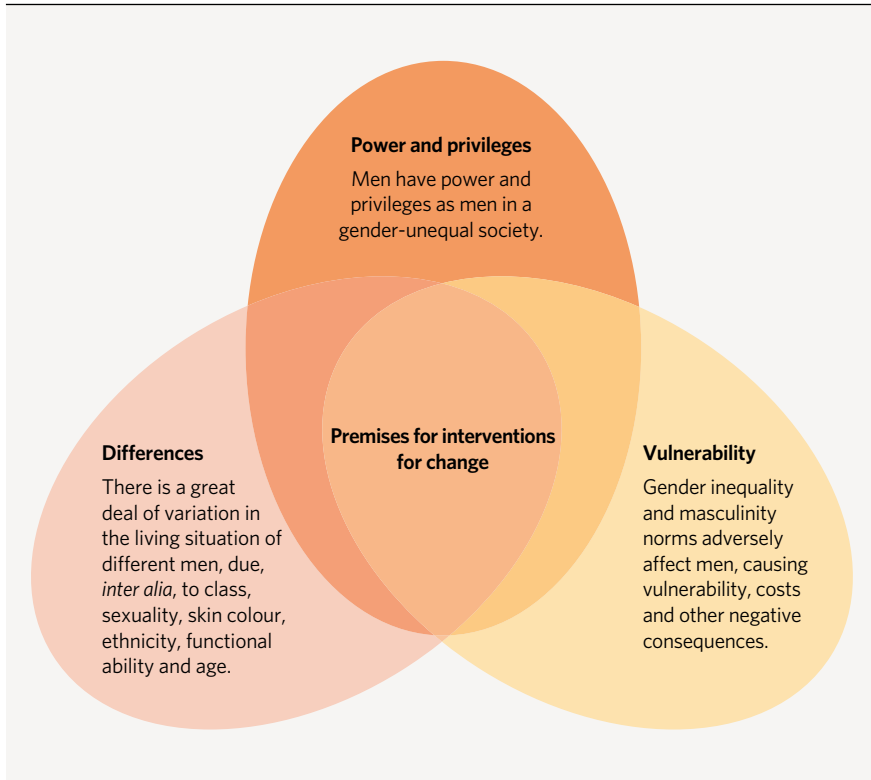 Power and privileges
Men have power and
privileges as men in a
gender-unequal society.
Premises for interventions
for change
Differences
There is a great
deal of variation in
the living situation of
different men, due,
inter alia, to class,
sexuality, skin colour,
ethnicity, functional
ability and age.
Vulnerability
Gender inequality
and masculinity
norms adversely
affect men, causing
vulnerability, costs
and other negative
consequences.